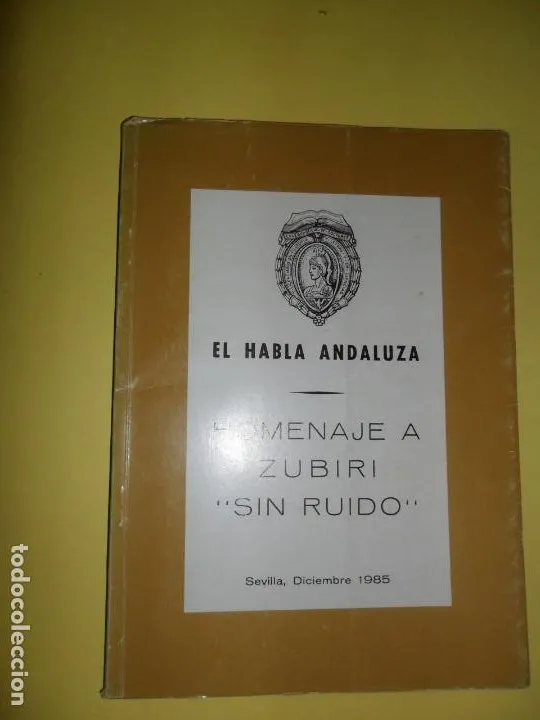 EL HABLA ANDALUZA
HOMENAJE A
ZUBIRI
"SIN RUIDO"
Sevilla, Diciembre 1985
todocoleccion